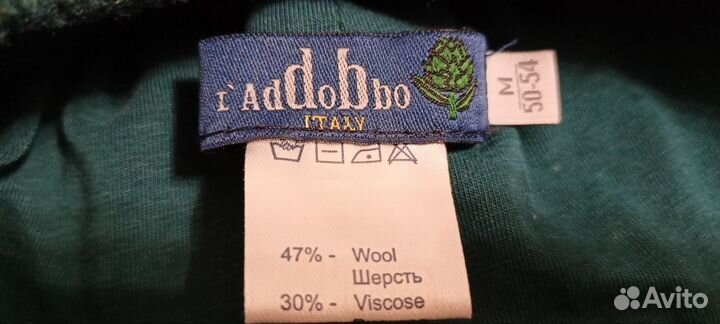 L'AddobbO
ITALY
M
50-54
47% - Wool
Шерсть
30% - Viscose
Avito